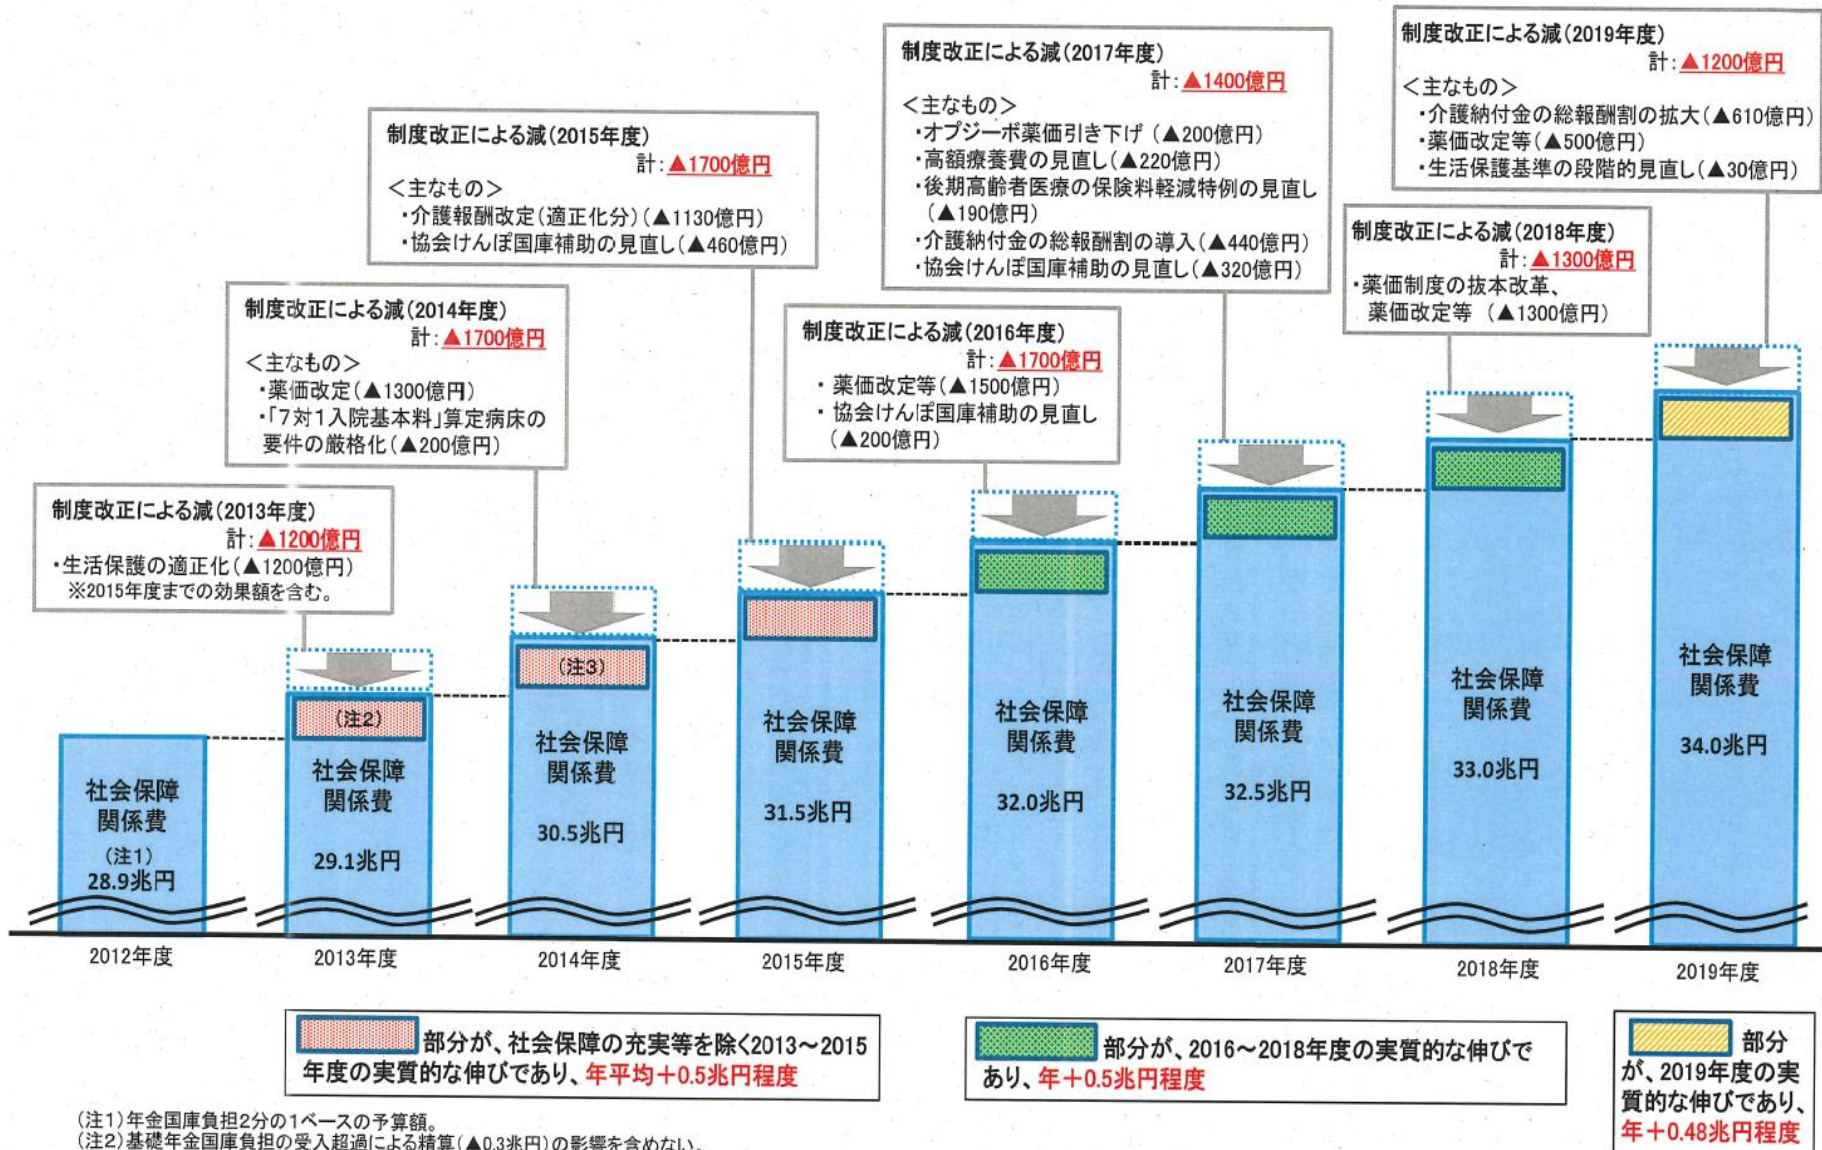 制度改正による減(2013年度)
計:▲1200億円
・生活保護の適正化(▲1200億円)
※2015年度までの効果額を含む。
制度改正による減(2014年度)
計:▲1700億円
<主なもの>
・薬価改定(▲1300億円)
・「7対1入院基本料」算定病床の
要件の厳格化(▲200億円)
制度改正による減(2015年度)
計:▲1700億円
<主なもの>
・介護報酬改定(適正化分)(▲1130億円)
・協会けんぽ国庫補助の見直し(▲460億円)
制度改正による減(2016年度)
計:▲1700億円
・薬価改定等(▲1500億円)
・協会けんぽ国庫補助の見直し
(▲200億円)
制度改正による減(2017年度)
計:▲1400億円
<主なもの>
・オプジーボ薬価引き下げ(▲200億円)
・高額療養費の見直し(▲220億円)
・後期高齢者医療の保険料軽減特例の見直し
(▲190億円)
・介護納付金の総報酬割の導入(▲440億円)
・協会けんぽ国庫補助の見直し(▲320億円)
制度改正による減(2018年度)
計:▲1300億円
・薬価制度の抜本改革、
薬価改定等 (▲1300億円)
制度改正による減(2019年度)
計:▲1200億円
<主なもの>
・介護納付金の総報酬割の拡大(▲610億円)
・薬価改定等(▲500億円)
・生活保護基準の段階的見直し(▲30億円)
社会保障
関係費
(注1)
28.9兆円
(注2)
社会保障
関係費
29.1兆円
(注3)
社会保障
関係費
30.5兆円
社会保障
関係費
31.5兆円
社会保障
関係費
32.0兆円
社会保障
関係費
32.5兆円
社会保障
関係費
33.0兆円
社会保障
関係費
34.0兆円
2012年度
2013年度
2014年度
2015年度
2016年度
2017年度
2018年度
2019年度
部分が、社会保障の充実等を除く2013～2015
年度の実質的な伸びであり、年平均+0.5兆円程度
部分が、2016～2018年度の実質的な伸びで
あり、年+0.5兆円程度
部分
が、2019年度の実
質的な伸びであり、
年+0.48兆円程度
(注1)年金国庫負担2分の1ベースの予算額。
(注2)基礎年金国庫負担の受入超過による精算(▲0.3兆円)の影響を含めない。